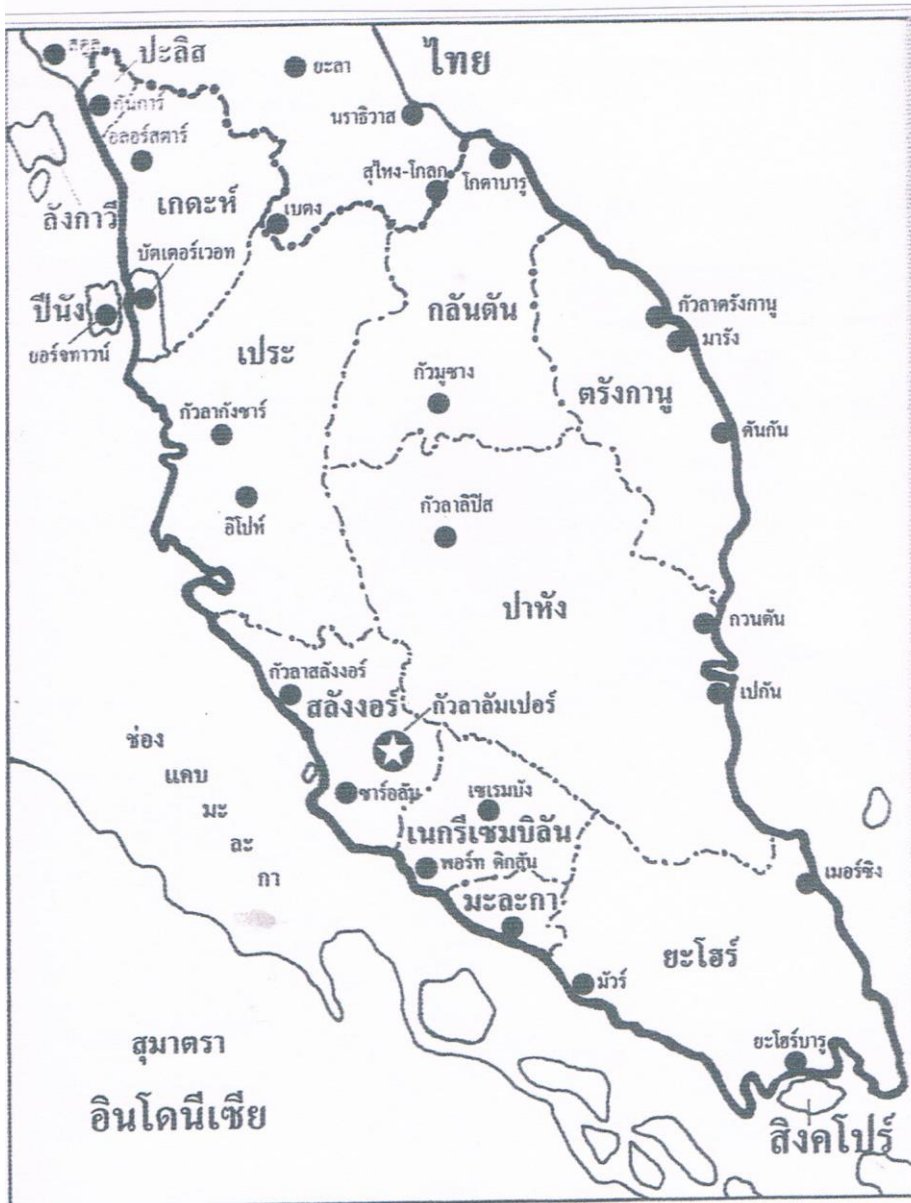 สตูล
ปะลิส
ไทย
ยะลา
กันการ์
นราธิวาส
อลอร์สตาร์
สุไหง-โกลก
โกตาบารู
ลังกาวี
เกดะห์
เบตง
บัตเตอร์เวอท
ปีนัง
กลันตัน
กัวลาตรังกานู
ยอร์จทาวน์
เประ
มารัง
กัวมูซาง
ตรังกานู
กัวลากังซาร์
ดันกัน
กัวลาลิปิส
อิโปห์
ปาหัง
กวนตัน
กัวลาสลังงอร์
เปกัน
สลังงอร์
กัวลาลัมเปอร์
ช่อง
แคบ
มะ
ละ
กา
ชาร์อลัม
เซเรมบัง
เนกรีเซมบิลัน
พอร์ท ดิกสัน
เมอร์ซิง
มะละกา
ยะโฮร์
มัวร์
สุมาตรา
ยะโฮร์บารู
อินโดนีเซีย
สิงคโปร์